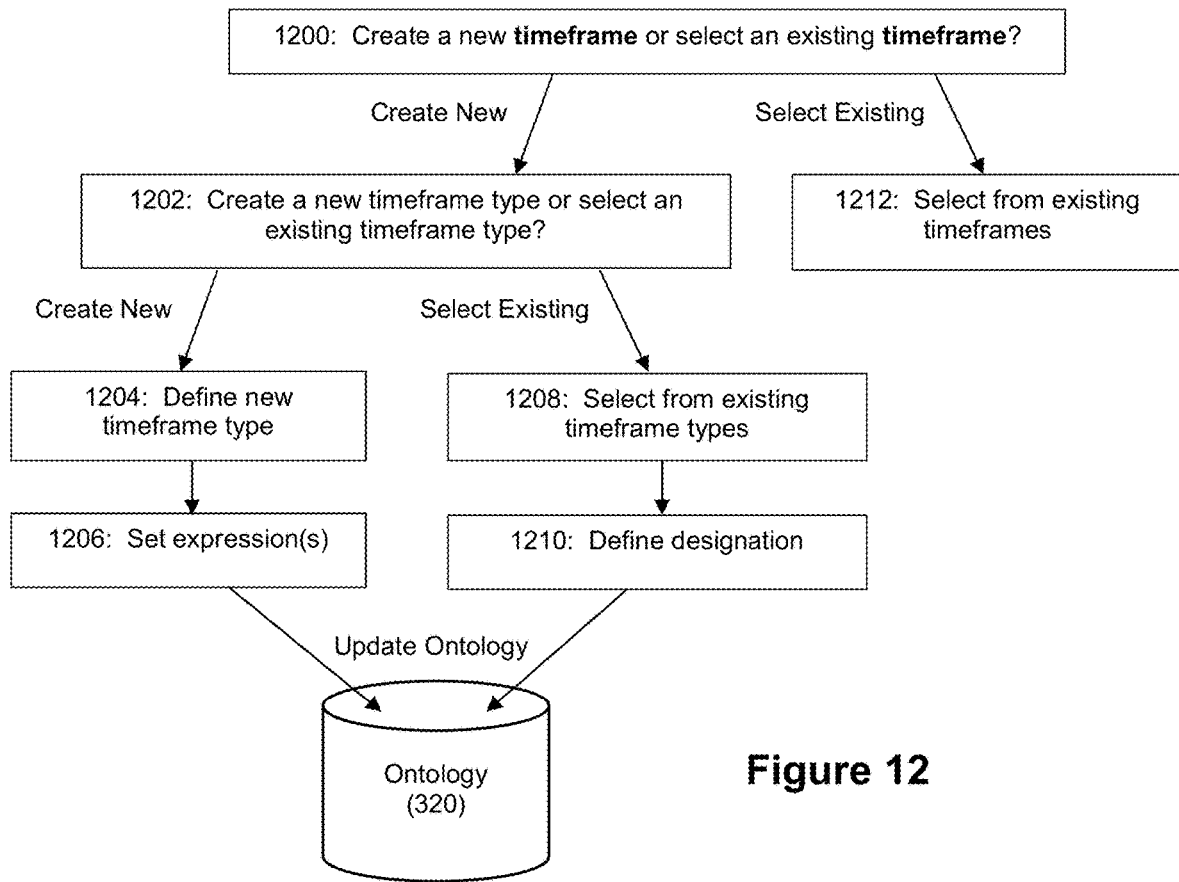 1200: Create a new timeframe or select an existing timeframe?
Create New
Select Existing
1202: Create a new timeframe type or select an
existing timeframe type?
1212: Select from existing
timeframes
Create New
Select Existing
1204: Define new
timeframe type
1208: Select from existing
timeframe types
1206: Set expression(s)
1210: Define designation
Update Ontology
Ontology
(320)
Figure 12